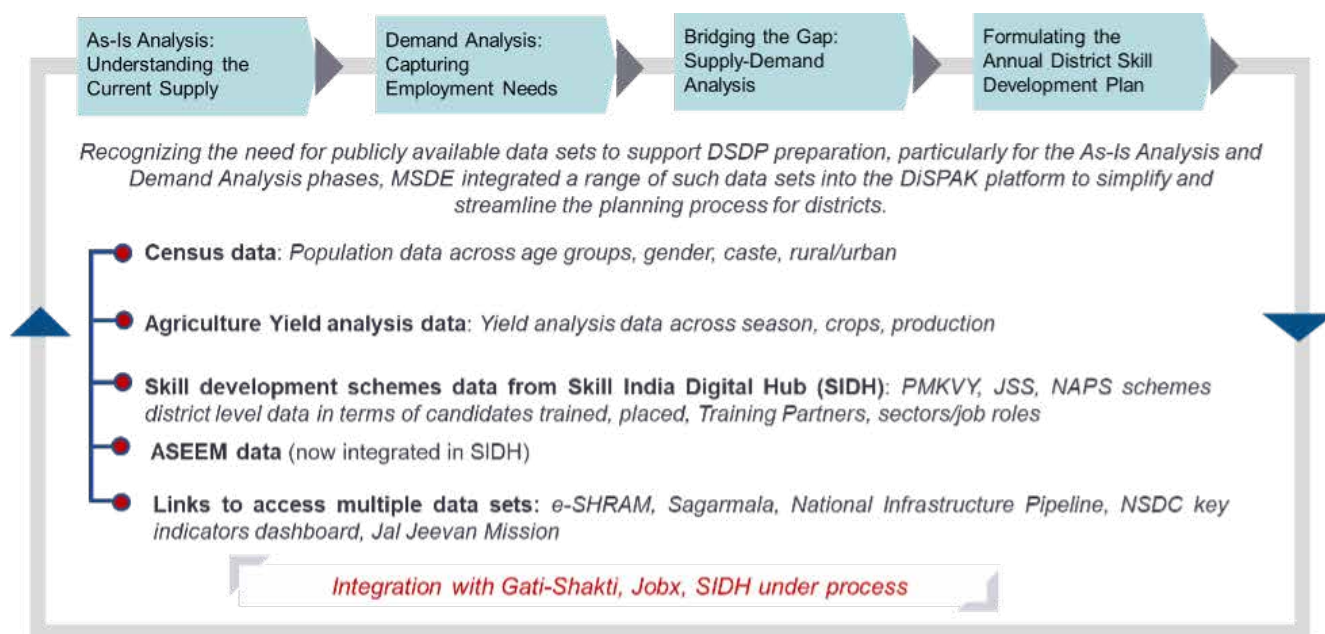 As-Is Analysis:
Understanding the
Current Supply
Demand Analysis:
Capturing
Employment Needs
Bridging the Gap:
Supply-Demand
Analysis
Formulating the
Annual District Skill
Development Plan
Recognizing the need for publicly available data sets to support DSDP preparation, particularly for the As-Is Analysis and
Demand Analysis phases, MSDE integrated a range of such data sets into the DiSPAK platform to simplify and
streamline the planning process for districts.
Census data: Population data across age groups, gender, caste, rural/urban
Agriculture Yield analysis data: Yield analysis data across season, crops, production
Skill development schemes data from Skill India Digital Hub (SIDH): PMKVY, JSS, NAPS schemes
district level data in terms of candidates trained, placed, Training Partners, sectors/job roles
ASEEM data (now integrated in SIDH)
Links to access multiple data sets: e-SHRAM, Sagarmala, National Infrastructure Pipeline, NSDC key
indicators dashboard, Jal Jeevan Mission
Integration with Gati-Shakti, Jobx, SIDH under process